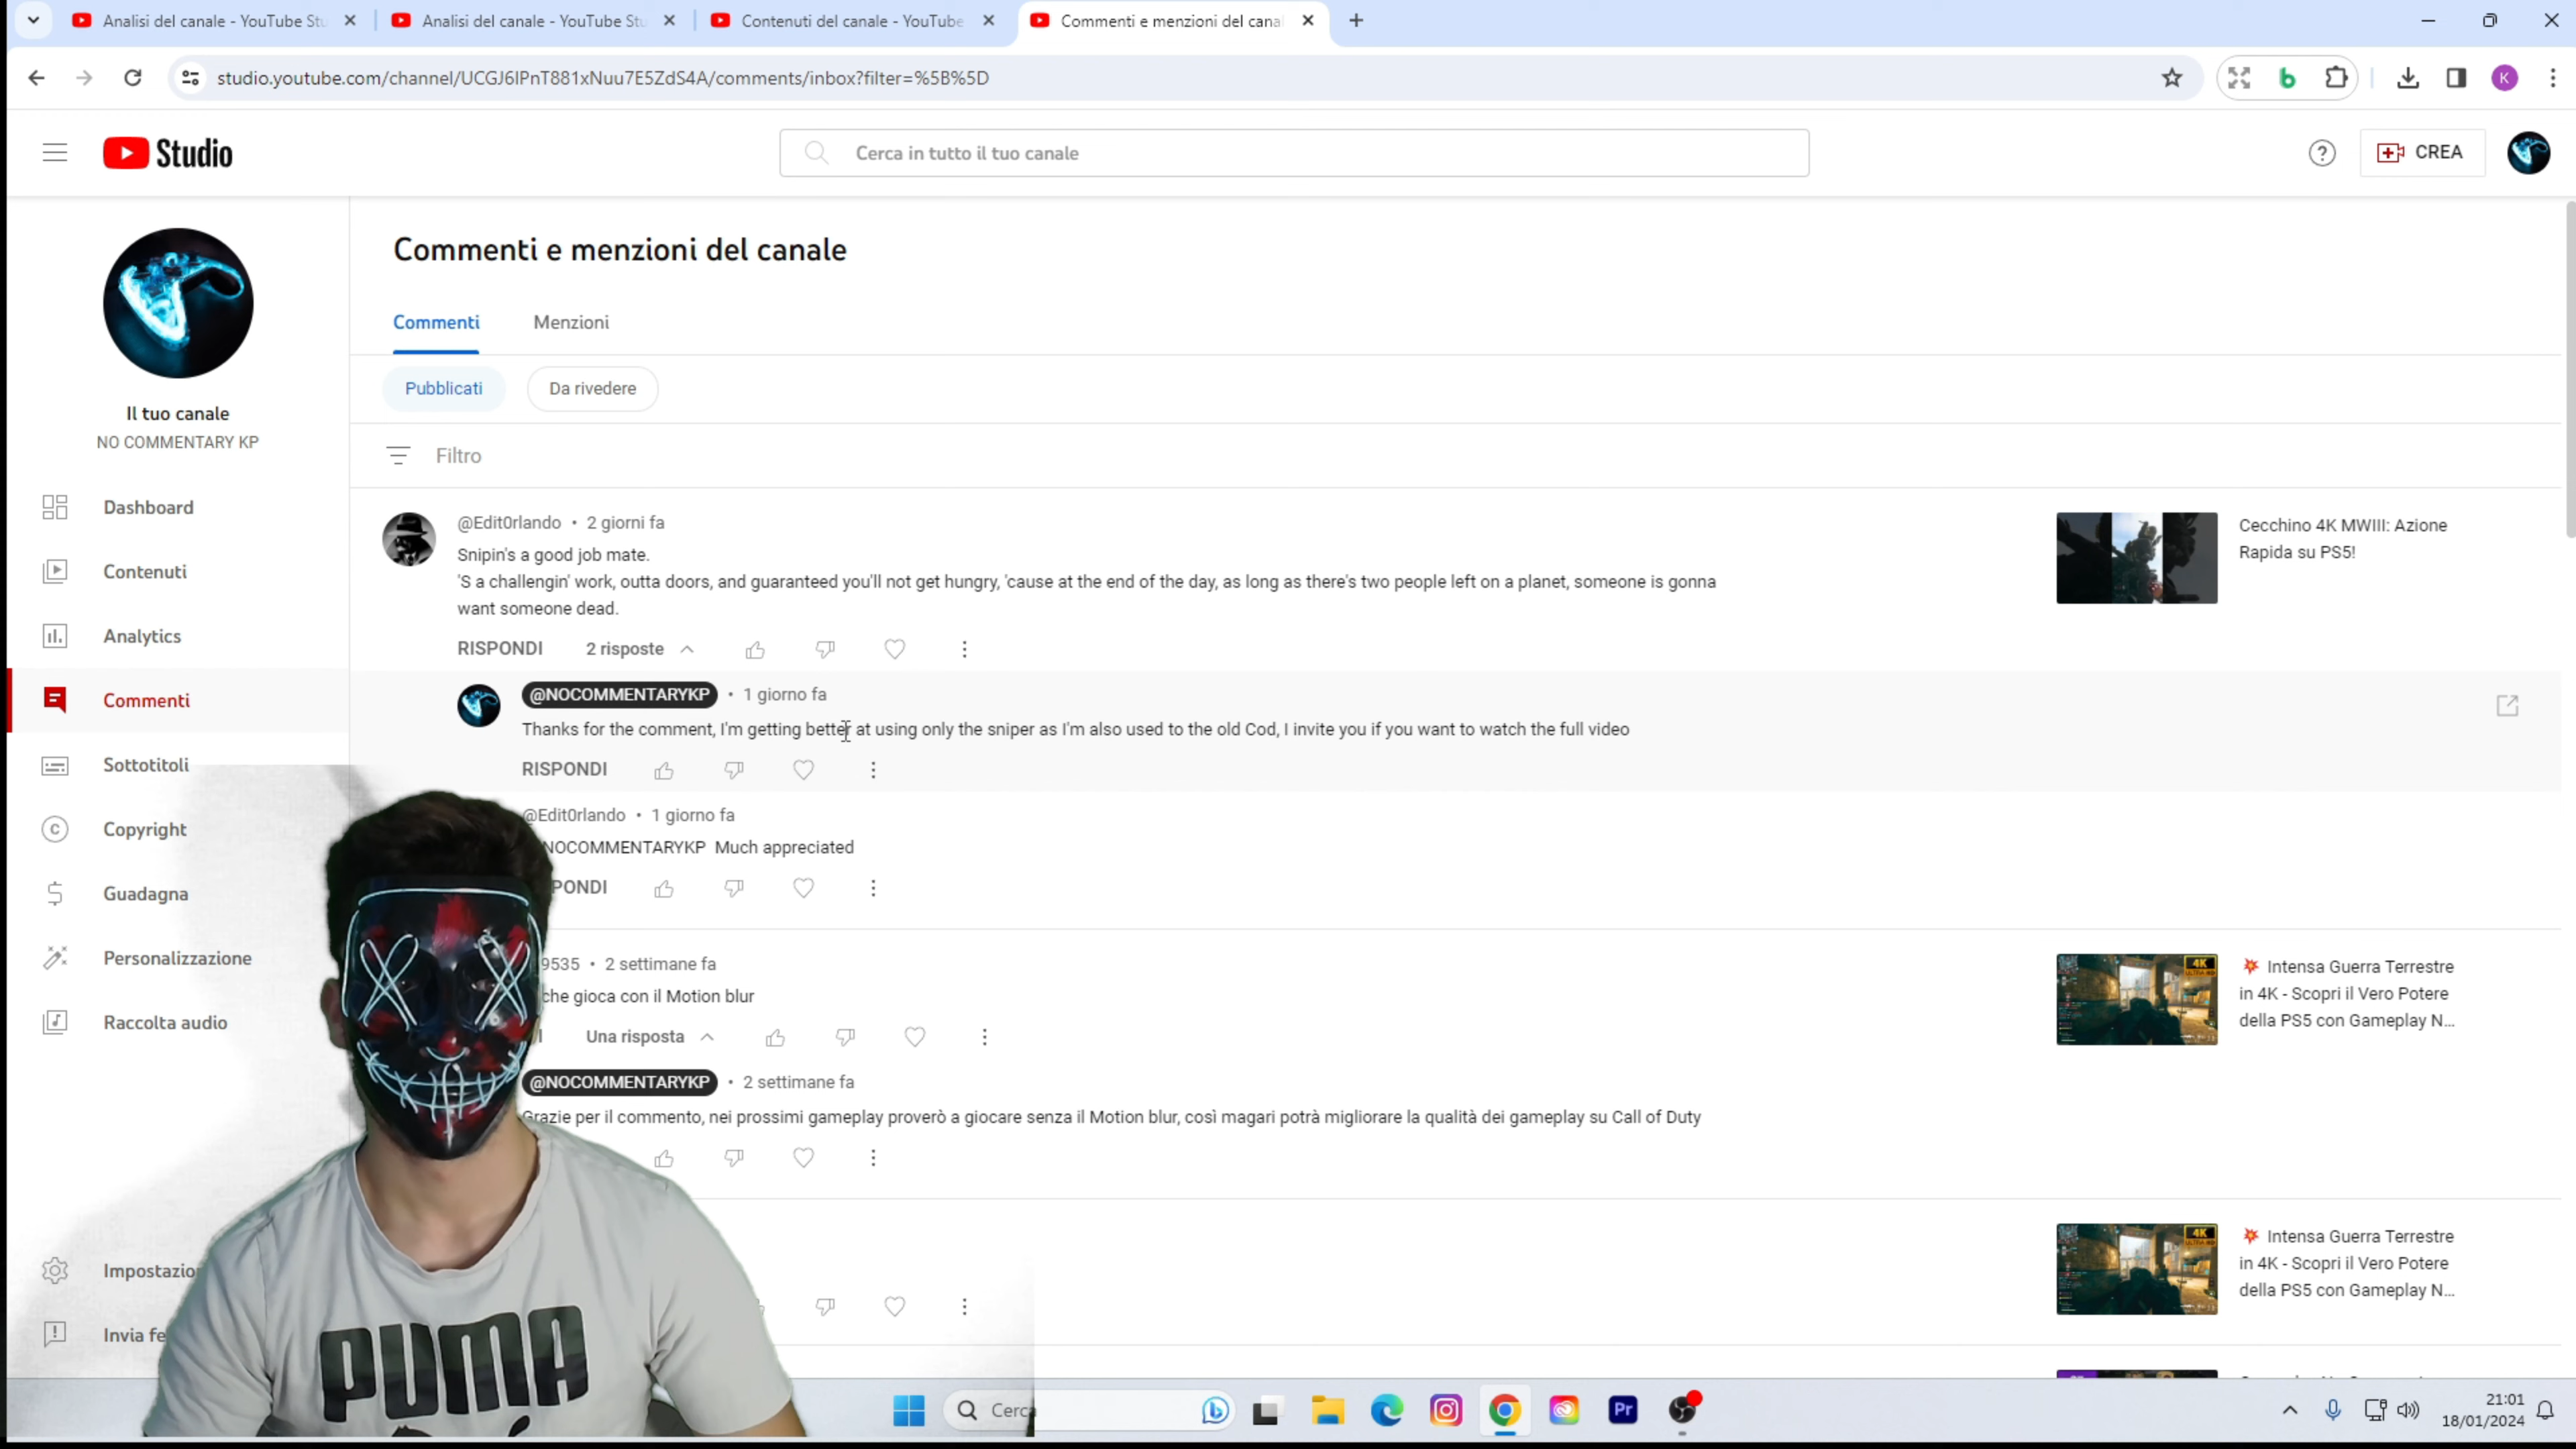 Analisi del canale - YouTube Stu
Analisi del canale - YouTube Stu
Contenuti del canale - YouTube
Commenti e menzioni del cana
studio.youtube.com/channel/UCGJ6IPnT881xNuu7E5ZdS4A/comments/inbox?filter=%5B%5D
K
Studio
Cerca in tutto il tuo canale
CREA
Il tuo canale
NO COMMENTARY KP
Dashboard
Contenuti
Analytics
Commenti
Sottotitoli
Copyright
Guadagna
Personalizzazione
Raccolta audio
Impostazio
Invia fe
Commenti e menzioni del canale
Commenti Menzioni
Pubblicati Da rivedere
Filtro
@Edit0rlando • 2 giorni fa
Snipin's a good job mate.
'S a challengin' work, outta doors, and guaranteed you'll not get hungry, 'cause at the end of the day, as long as there's two people left on a planet, someone is gonna
want someone dead.
RISPONDI 2 risposte
Cecchino 4K MWIII: Azione
Rapida su PS5!
@NOCOMMENTARYKP • 1 giorno fa
Thanks for the comment, I'm getting better at using only the sniper as I'm also used to the old Cod, I invite you if you want to watch the full video
RISPONDI
@Edit0rlando • 1 giorno fa
NOCOMMENTARYKP Much appreciated
PONDI
9535 • 2 settimane fa
che gioca con il Motion blur
Una risposta
4K
💥 Intensa Guerra Terrestre
in 4K - Scopri il Vero Potere
della PS5 con Gameplay N...
@NOCOMMENTARYKP • 2 settimane fa
Grazie per il commento, nei prossimi gameplay proverò a giocare senza il Motion blur, così magari potrà migliorare la qualità dei gameplay su Call of Duty
4K
💥 Intensa Guerra Terrestre
in 4K - Scopri il Vero Potere
della PS5 con Gameplay N...
PUMA
Cerca
Pr
21:01
18/01/2024